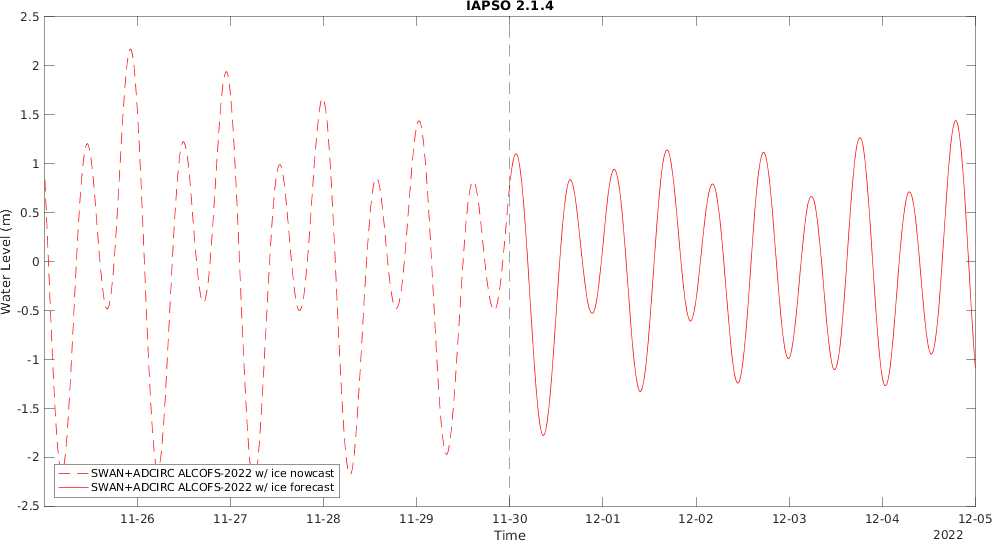 IAPSO 2.1.4
2.5
2
1.5
1
0.5
0
-0.5
-1
-1.5
-2
-2.5
Water Level (m)
SWAN+ADCIRC ALCOFS-2022 w/ ice nowcast
SWAN+ADCIRC ALCOFS-2022 w/ ice forecast
11-26 11-27 11-28 11-29 11-30 12-01 12-02 12-03 12-04 12-05
Time
2022